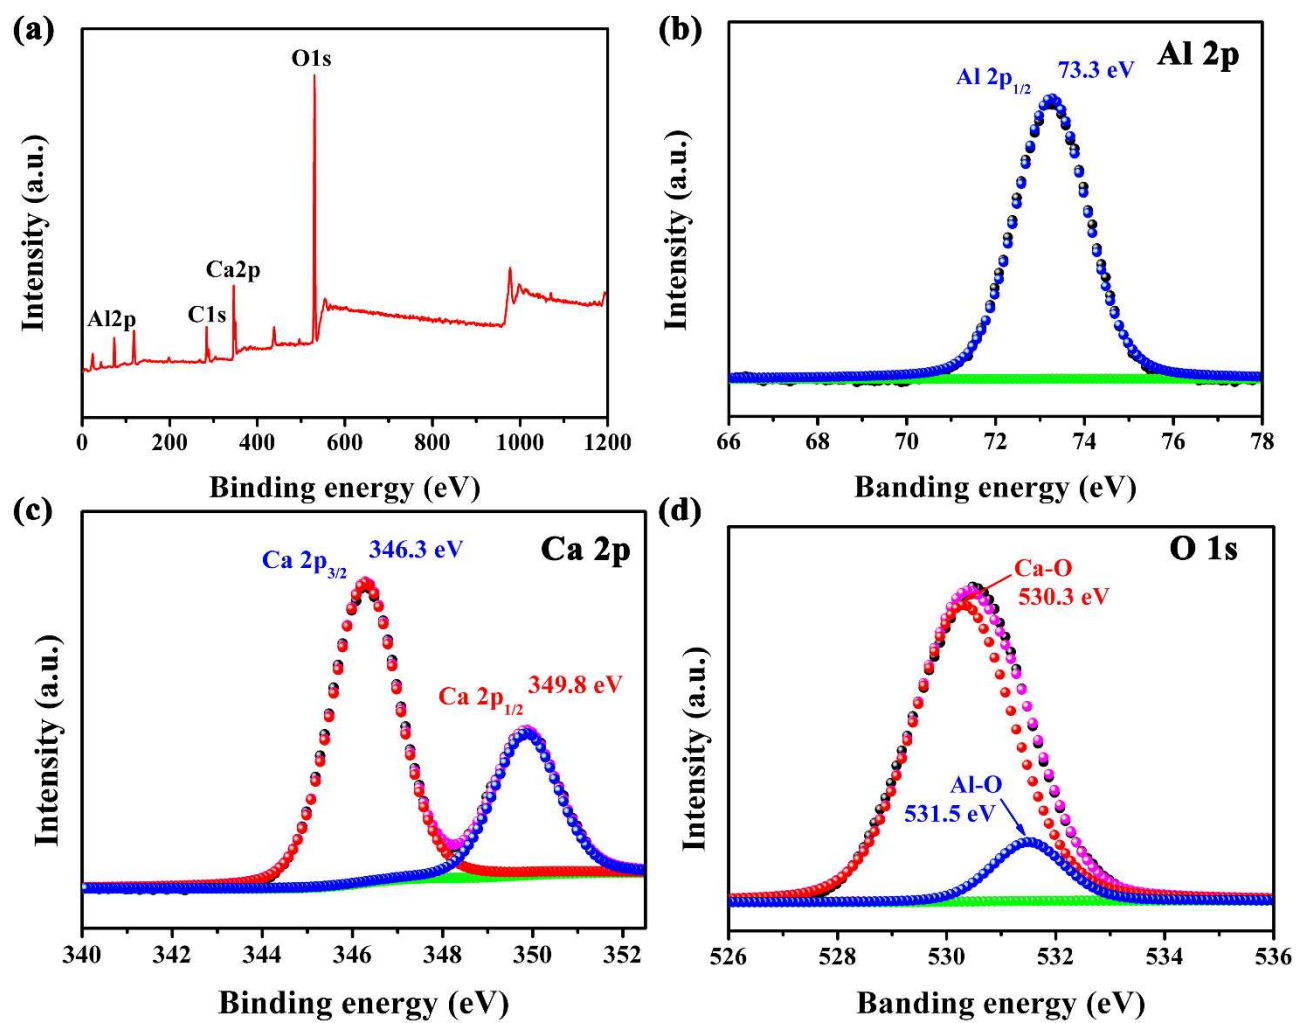 (a)
O1s
Ca2p
C1s
Al2p
Intensity (a.u.)
0 200 400 600 800 1000 1200
Binding energy (eV)
(b)
Al 2p
Al 2p1/2 73.3 eV
Intensity (a.u.)
66 68 70 72 74 76 78
Banding energy (eV)
(c)
Ca 2p
Ca 2p3/2 346.3 eV
Ca 2p1/2 349.8 eV
Intensity (a.u.)
340 342 344 346 348 350 352
Binding energy (eV)
(d)
O 1s
Ca-O
530.3 eV
Al-O
531.5 eV
Intensity (a.u.)
526 528 530 532 534 536
Banding energy (eV)